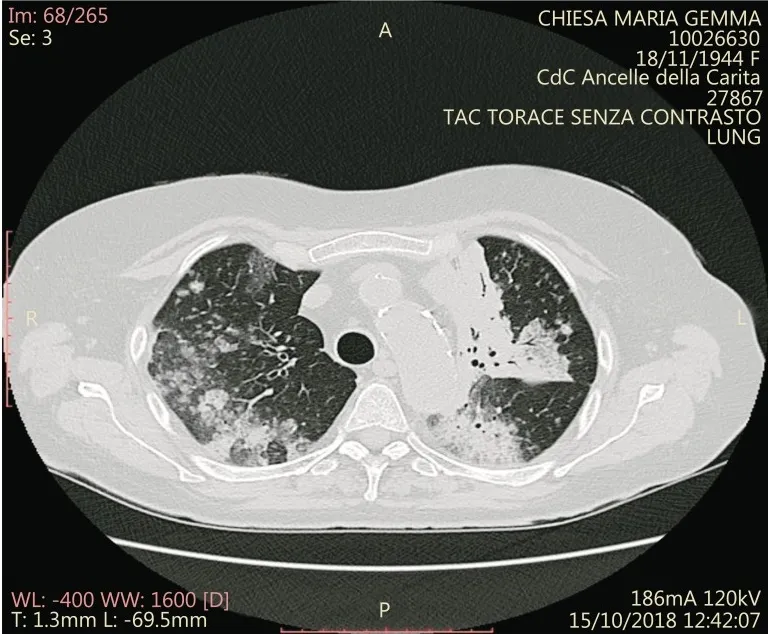 Im: 68/265
Se: 3
A
CHIESA MARIA GEMMA
10026630
18/11/1944 F
CdC Ancelle della Carita
27867
TAC TORACE SENZA CONTRASTO
LUNG
R
L
WL: -400 WW: 1600 [D]
T: 1.3mm L: -69.5mm
P
186mA 120kV
15/10/2018 12:42:07